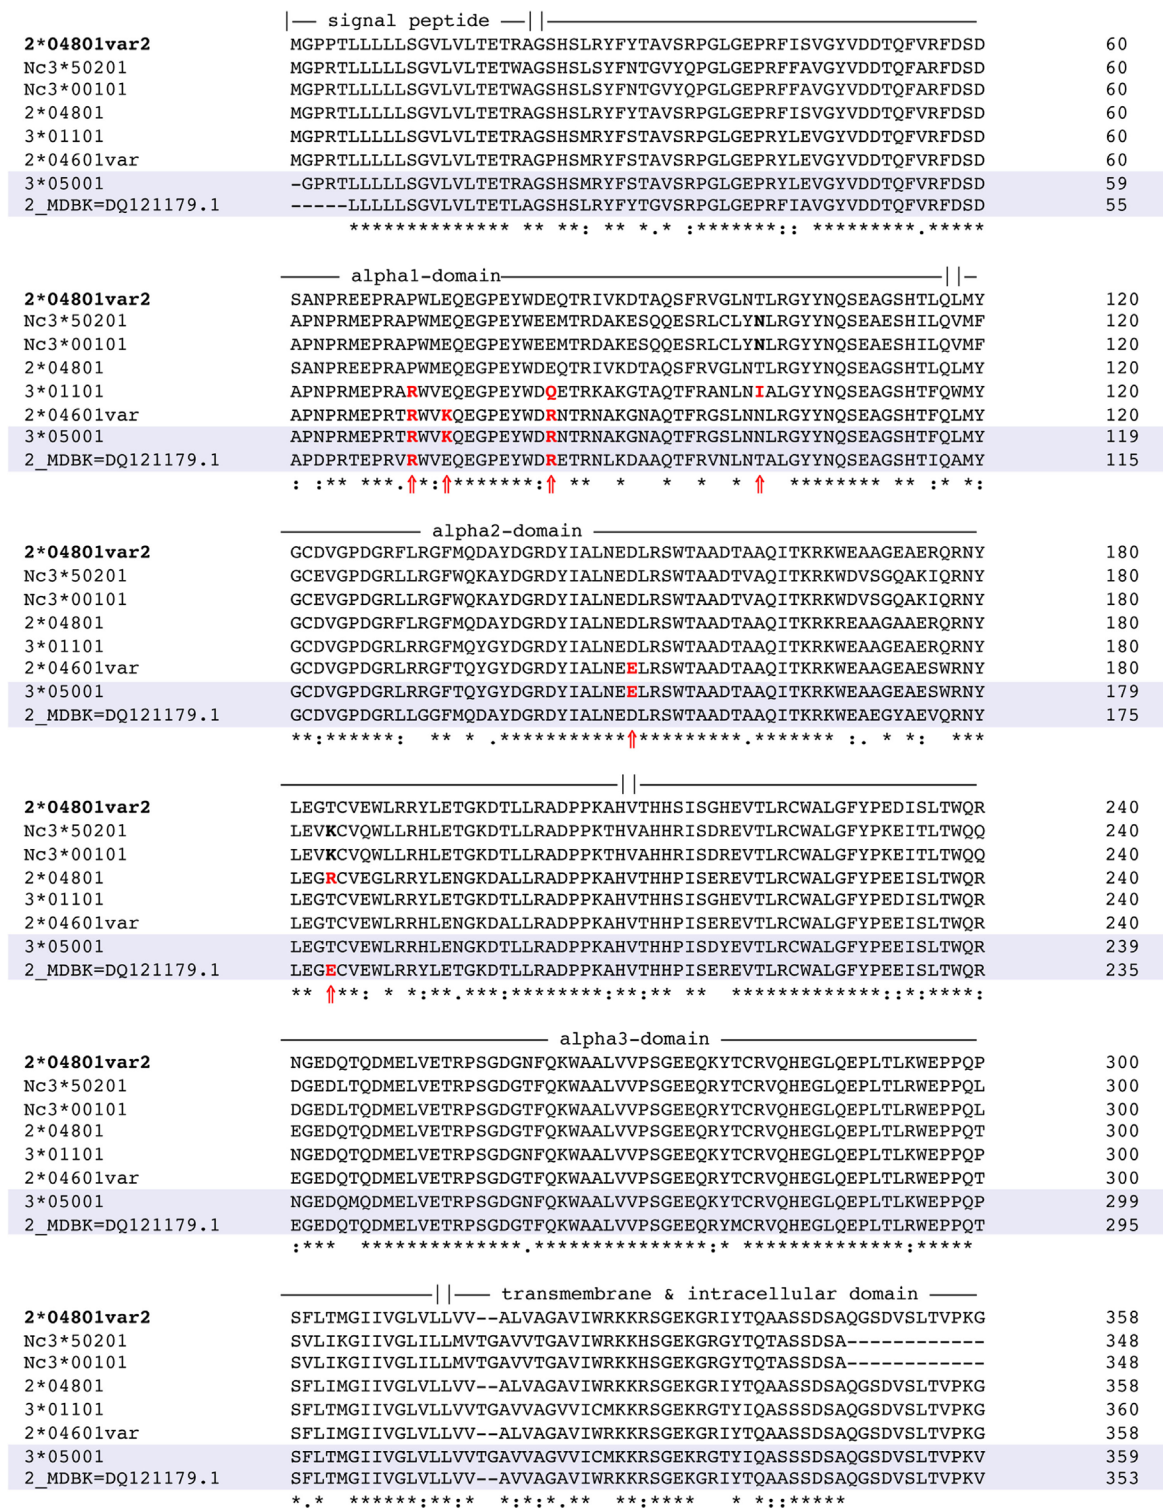 |— signal peptide —||
2*04801var2 MGPPTLLLLLSGVLVLTETRAGSHSLRYFYTAVSRPGLGEPRFISVGYVDDTQFVRFDSD 60
Nc3*50201 MGPRTLLLLLSGVLVLTETWAGSHSLSYFNTGVYQPGLGEPRFFAVGYVDDTQFARFDSD 60
Nc3*00101 MGPRTLLLLLSGVLVLTETWAGSHSLSYFNTGVYQPGLGEPRFFAVGYVDDTQFARFDSD 60
2*04801 MGPRTLLLLLSGVLVLTETRAGSHSLRYFYTAVSRPGLGEPRFISVGYVDDTQFVRFDSD 60
3*01101 MGPRTLLLLLSGVLVLTETRAGSHSMRYFSTAVSRPGLGEPRYLEVGYVDDTQFVRFDSD 60
2*04601var MGPRTLLLLLSGVLVLTETRAGPHSMRYFSTAVSRPGLGEPRYLEVGYVDDTQFVRFDSD 60
3*05001 -GPRTLLLLLSGVLVLTETRAGSHSMRYFSTAVSRPGLGEPRYLEVGYVDDTQFVRFDSD 59
2_MDBK=DQ121179.1 -----LLLLLSGVLVLTETLAGSHSLRYFYTGVSRPGLGEPRFIAVGYVDDTQFVRFDSD 55
************** ** **: ** *.* :*******:: *********.*****
alpha1-domain ||
2*04801var2 SANPREEPRAPWLEQEGPEYWDEQTRIVKDTAQSFRVGLNTLRGYYNQSEAGSHTLQLMY 120
Nc3*50201 APNPRMEPRAPWMEQEGPEYWEEMTRDAKESQQESRLCLYNLRGYYNQSEAESHILQVMF 120
Nc3*00101 APNPRMEPRAPWMEQEGPEYWEEMTRDAKESQQESRLCLYNLRGYYNQSEAESHILQVMF 120
2*04801 SANPREEPRAPWMEQEGPEYWDEQTRIVKDTAQSFRVGLNTLRGYYNQSEAGSHTLQLMY 120
3*01101 APNPRMEPRARWVEQEGPEYWDQETRKAKGTAQTFRANLNIALGYYNQSEAGSHTFQWMY 120
2*04601var APNPRMEPRTRWVKQEGPEYWDRNTRNAKGNAQTFRGSLNNLRGYYNQSEAGSHTFQLMY 120
3*05001 APNPRMEPRTRWVKQEGPEYWDRNTRNAKGNAQTFRGSLNNLRGYYNQSEAGSHTFQLMY 119
2_MDBK=DQ121179.1 APDPRTEPRVRWVEQEGPEYWDRETRNLKDAAQTFRVNLNTALGYYNQSEAGSHTIQAMY 115
: :** ***.⇑*:⇑*******:⇑ ** * * * * ⇑ ******* ** :* *:
alpha2-domain
2*04801var2 GCDVGPDGRFLRGFMQDAYDGRDYIALNEDLRSWTAADTAAQITKRKWEAAGEAERQRNY 180
Nc3*50201 GCEVGPDGRLLRGFWQKAYDGRDYIALNEDLRSWTAADTVAQITKRKWDVSGQAKIQRNY 180
Nc3*00101 GCEVGPDGRLLRGFWQKAYDGRDYIALNEDLRSWTAADTVAQITKRKWDVSGQAKIQRNY 180
2*04801 GCDVGPDGRFLRGFMQDAYDGRDYIALNEDLRSWTAADTAAQITKRKREAAGAAERQRNY 180
3*01101 GCDVGPDGRLRRGFMQYGYDGRDYIALNEDLRSWTAADTAAQITKRKWEAAGEAERQRNY 180
2*04601var GCDVGPDGRLRRGFTQYGYDGRDYIALNEELRSWTAADTAAQITKRKWEAAGEAESWRNY 180
3*05001 GCDVGPDGRLRRGFTQYGYDGRDYIALNEELRSWTAADTAAQITKRKWEAAGEAESWRNY 179
2_MDBK=DQ121179.1 GCDVGPDGRLLGGFMQDAYDGRDYIALNEDLRSWTAADTAAQITKRKWEAEGYAEVQRNY 175
**:******: ** * .***********⇑*********.******* :. * *: ***
||
2*04801var2 LEGTCVEWLRRYLETGKDTLLRADPPKAHVTHHSISGHEVTLRCWALGFYPEDISLTWQR 240
Nc3*50201 LEVKCVQWLLRHLETGKDTLLRADPPKTHVAHHRISDREVTLRCWALGFYPKEITLTWQQ 240
Nc3*00101 LEVKCVQWLLRHLETGKDTLLRADPPKTHVAHHRISDREVTLRCWALGFYPKEITLTWQQ 240
2*04801 LEGRCVEGLRRYLENGKDALLRADPPKAHVTHHPISGHEVTLRCWALGFYPEEISLTWQR 240
3*01101 LEGTCVEWLRRYLETGKDTLLRADPPKAHVTHHSISGHEVTLRCWALGFYPEDISLTWQR 240
2*04601var LEGTCVEWLRRHLENGKDALLRADPPKAHVTHHPISEREVTLRCWALGFYPEEISLTWQR 240
3*05001 LEGTCVEWLRRHLENGKDTLLRADPPKAHVTHHPISDYEVTLRCWALGFYPEEISLTWQR 239
2_MDBK=DQ121179.1 LEGECVEWLRRYLETGKDTLLRADPPKAHVTHHPISEREVTLRCWALGFYPEEISLTWQR 235
** ⇑**: * *:**.***:********:**:** ** *************::*:****:
alpha3-domain
2*04801var2 NGEDQTQDMELVETRPSGDGNFQKWAALVVPSGEEQKYTCRVQHEGLQEPLTLKWEPPQP 300
Nc3*50201 DGEDLTQDMELVETRPSGDGTFQKWAALVVPSGEEQRYTCRVQHEGLQEPLTLRWEPPQL 300
Nc3*00101 DGEDLTQDMELVETRPSGDGTFQKWAALVVPSGEEQRYTCRVQHEGLQEPLTLRWEPPQL 300
2*04801 EGEDQTQDMELVETRPSGDGTFQKWAALVVPSGEEQRYTCRVQHEGLQEPLTLRWEPPQT 300
3*01101 NGEDQTQDMELVETRPSGDGNFQKWAALVVPSGEEQKYTCRVQHEGLQEPLTLKWEPPQP 300
2*04601var EGEDQTQDMELVETRPSGDGTFQKWAALVVPSGEEQRYTCRVQHEGLQEPLTLRWEPPQT 300
3*05001 NGEDQMQDMELVETRPSGDGNFQKWAALVVPSGEEQKYTCRVQHEGLQEPLTLKWEPPQP 299
2_MDBK=DQ121179.1 EGEDQTQDMELVETRPSGDGTFQKWAALVVPSGEEQRYMCRVQHEGLQEPLTLRWEPPQT 295
:*** **************.***************:* **************:*****
|| transmembrane & intracellular domain
2*04801var2 SFLTMGIIVGLVLLVV--ALVAGAVIWRKKRSGEKGRIYTQAASSDSAQGSDVSLTVPKG 358
Nc3*50201 SVLIKGIIVGLVLLMVTGAVVTGAVIWRKKHSGEKGRGYTQTASSDSA------------ 348
Nc3*00101 SVLIKGIIVGLILLMVTGAVVTGAVIWRKKHSGEKGRGYTQTASSDSA------------ 348
2*04801 SFLIMGIIVGLVLLVV--ALVAGAVIWRKKRSGEKGRIYTQAASSDSAQGSDVSLTVPKG 358
3*01101 SFLTMGIIVGLVLLVVTGAVVAGVVICMKKRSGEKRGTYIQASSSDSAQGSDVSLTVPKG 360
2*04601var SFLIMGIIVGLVLLVV--ALVAGAVIWRKKRSGEKGRIYTQAASSDSAQGSDVSLTVPKG 358
3*05001 SFLTMGIIVGLVLLVVTGAVVAGVVICMKKRSGEKRGTYIQAASSDSAQGSDVSLTVPKV 359
2_MDBK=DQ121179.1 SFLTMGIIVGLVLLVV--AVVAGAVIWRKKRSGEKGRIYTQAASSDSAQGSDVSLTVPKV 353
*.* ******:**:* *:*:*.** **:**** * *::*****